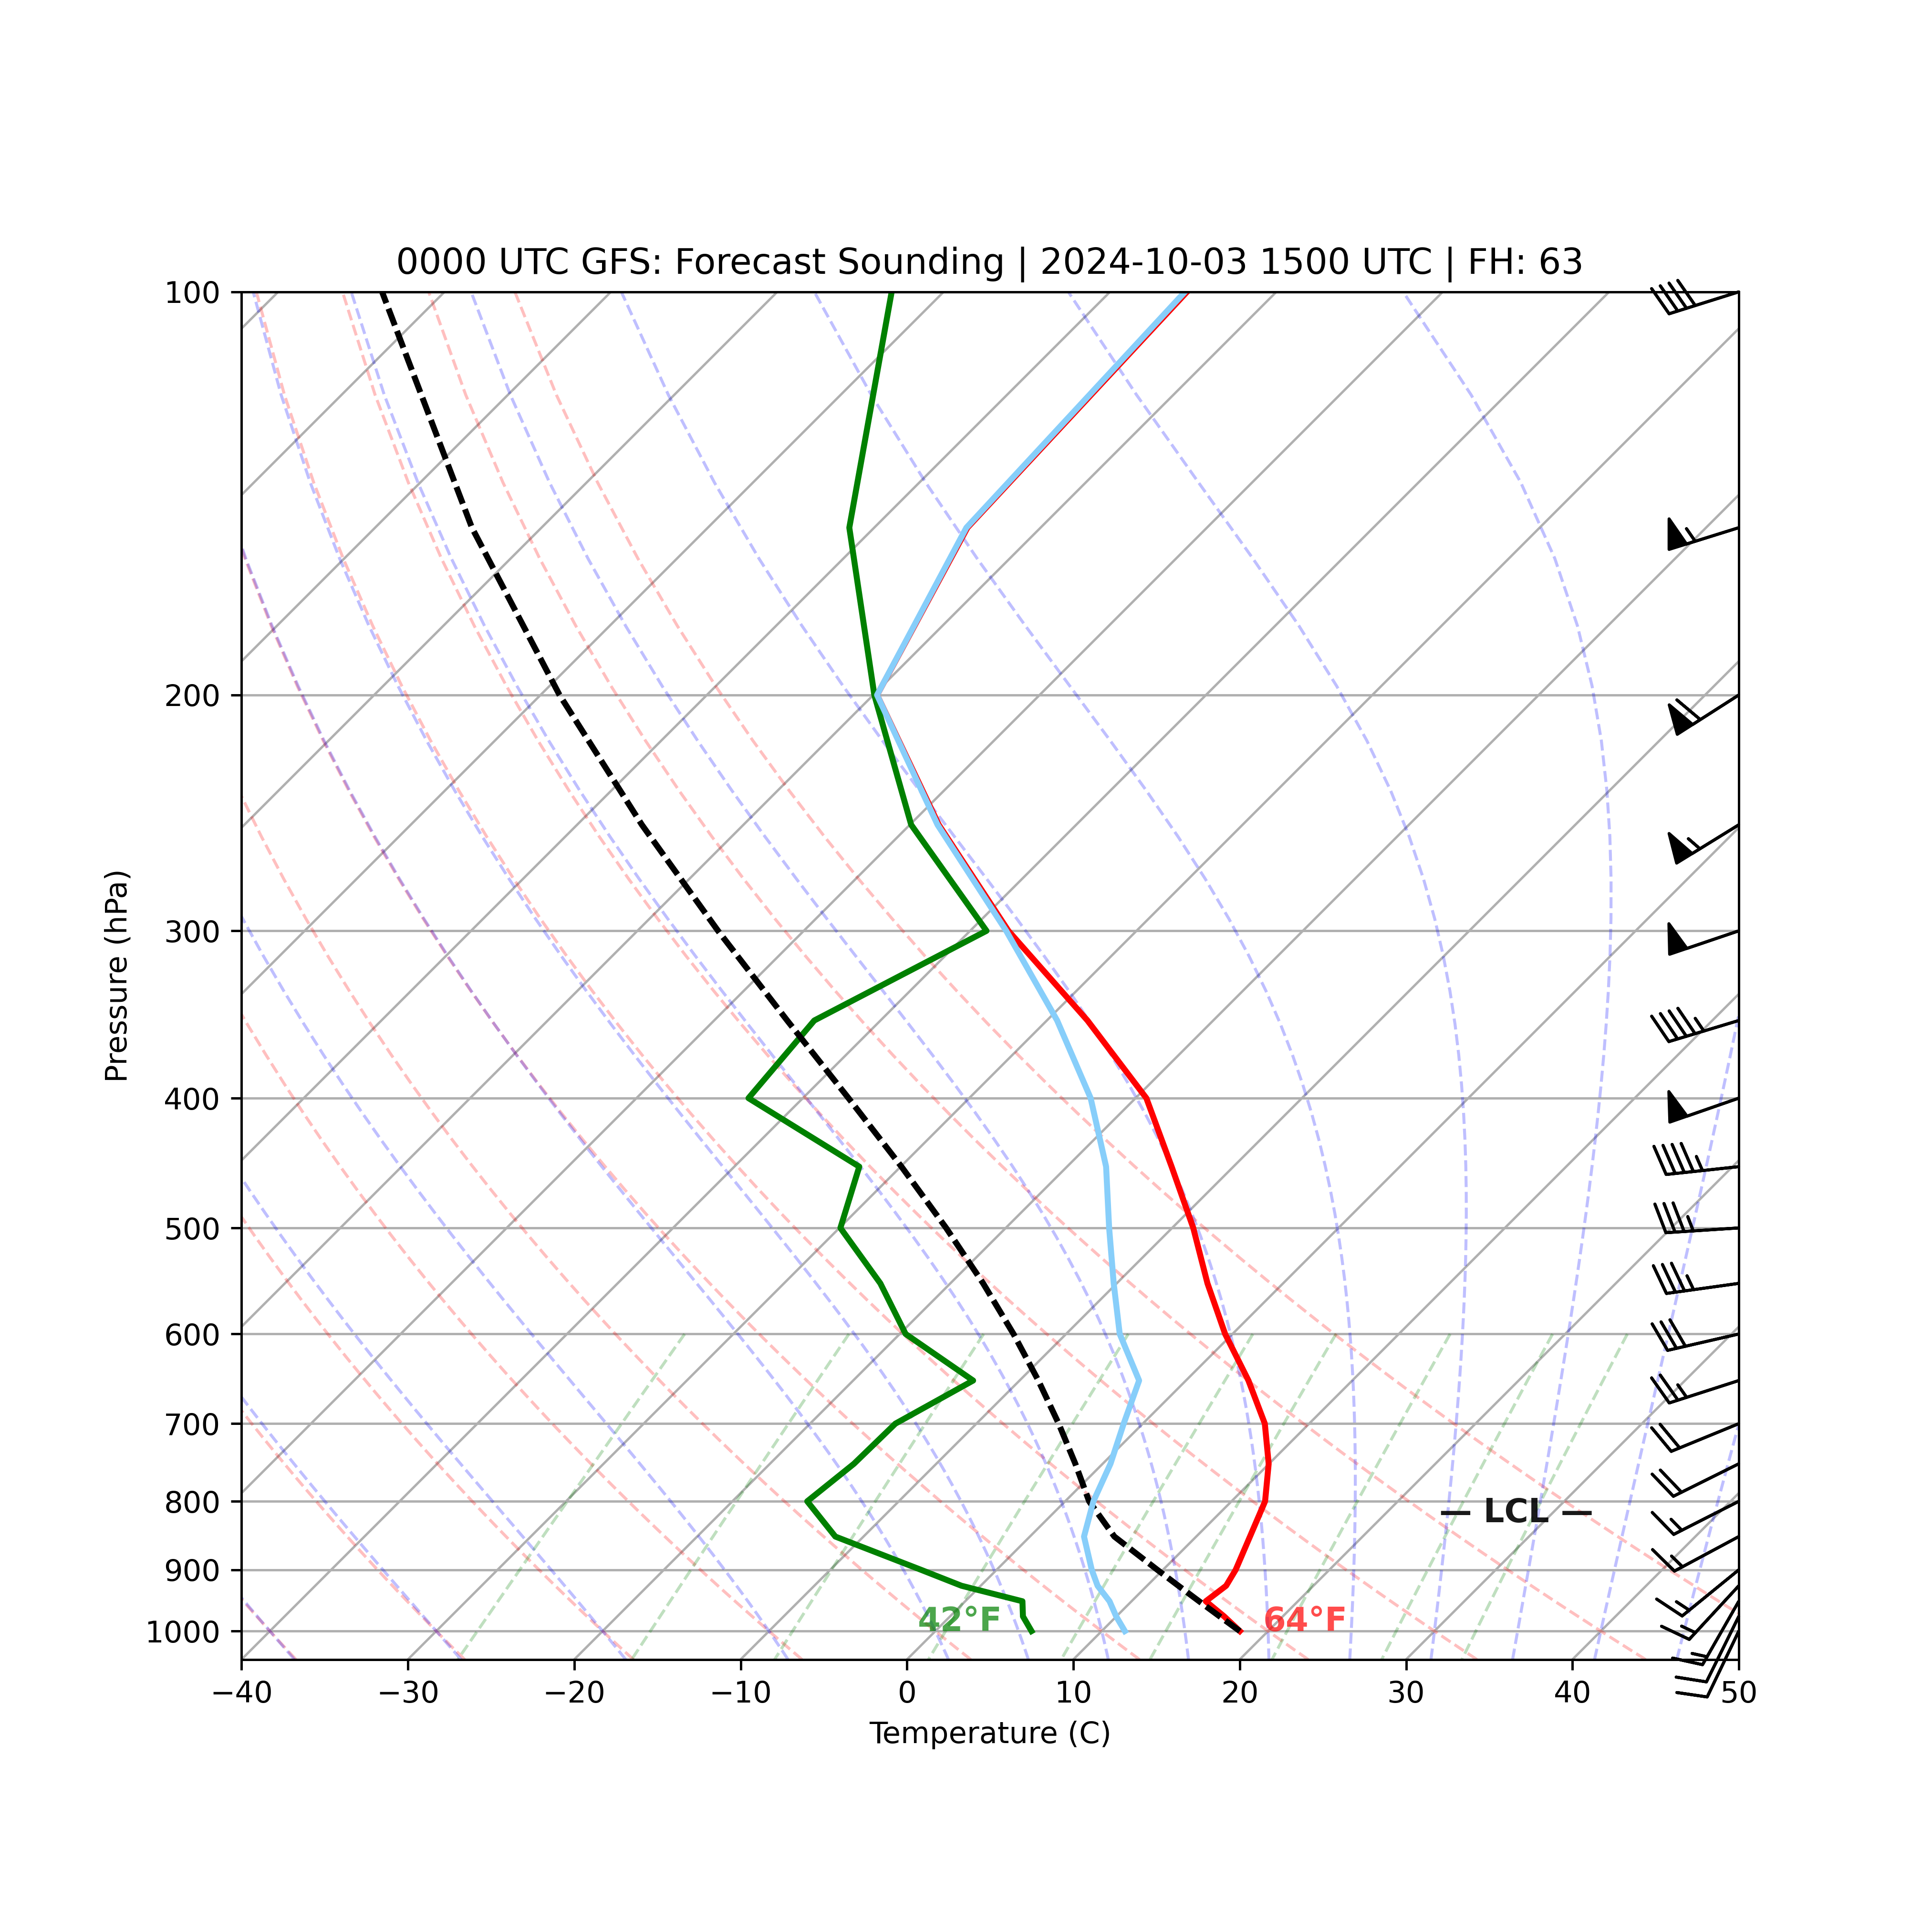 0000 UTC GFS: Forecast Sounding | 2024-10-03 1500 UTC | FH: 63
100
200
300
400
500
600
700
800
900
1000
Pressure (hPa)
— LCL —
42°F
64°F
−40 −30 −20 −10 0 10 20 30 40 50
Temperature (C)